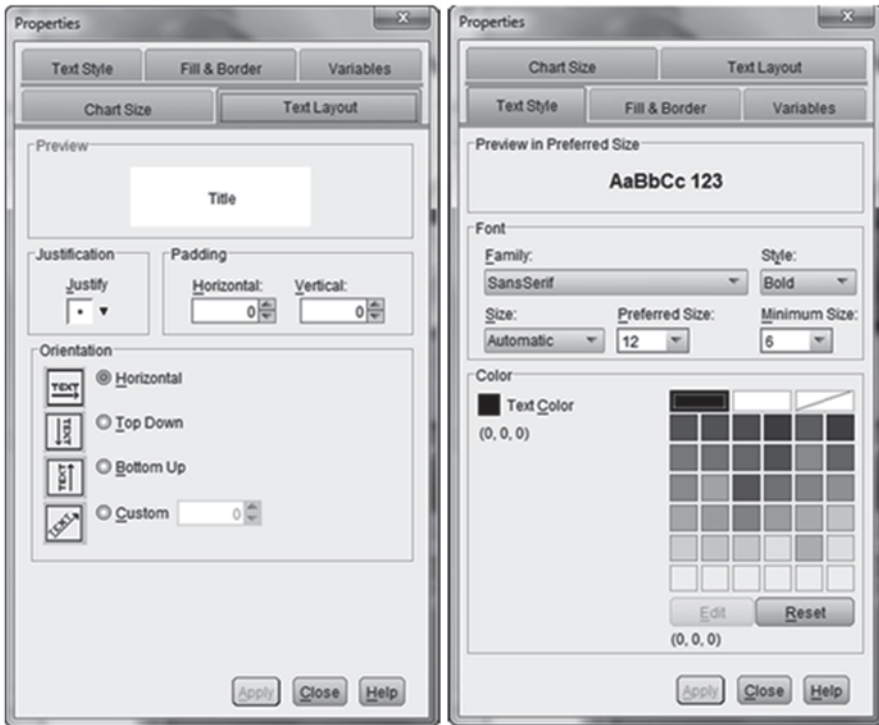 Properties
x
Text Style Fill & Border Variables
Chart Size Text Layout
Preview
Title
Justification
Justify
Padding
Horizontal: Vertical:
0 0
Orientation
TEXT Horizontal
TEXT Top Down
TEXT Bottom Up
TEXT Custom 0
Apply Close Help
Properties
x
Chart Size Text Layout
Text Style Fill & Border Variables
Preview in Preferred Size
AaBbCc 123
Font
Family: Style:
SansSerif Bold
Size: Preferred Size: Minimum Size:
Automatic 12 6
Color
Text Color
(0, 0, 0)
Edit Reset
(0, 0, 0)
Apply Close Help